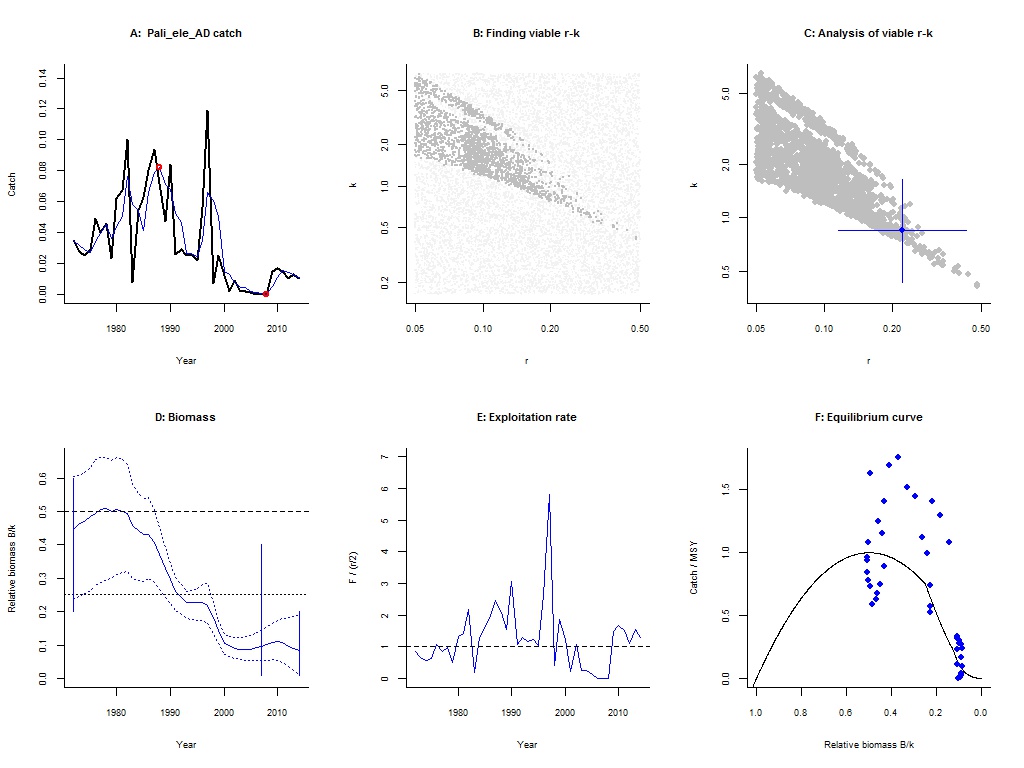 A: Pali_ele_AD catch
Catch
0.00 0.02 0.04 0.06 0.08 0.10 0.12 0.14
1980 1990 2000 2010
Year
B: Finding viable r-k
k
0.2 0.5 1.0 2.0 5.0
0.05 0.10 0.20 0.50
r
C: Analysis of viable r-k
k
0.5 1.0 2.0 5.0
0.05 0.10 0.20 0.50
r
D: Biomass
Relative biomass B/k
0.0 0.1 0.2 0.3 0.4 0.5 0.6
1980 1990 2000 2010
Year
E: Exploitation rate
F / (r/2)
0 1 2 3 4 5 6 7
1980 1990 2000 2010
Year
F: Equilibrium curve
Catch / MSY
0.0 0.5 1.0 1.5
1.0 0.8 0.6 0.4 0.2 0.0
Relative biomass B/k